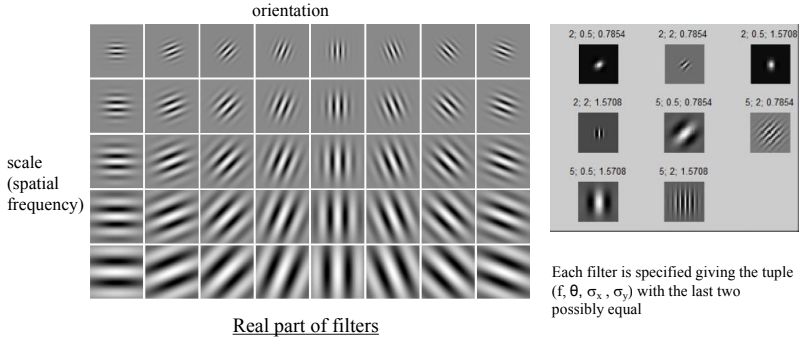 orientation
scale
(spatial
frequency)
Real part of filters
2; 0.5; 0.7854
2; 2; 0.7854
2; 0.5; 1.5708
2; 2; 1.5708
5; 0.5; 0.7854
5; 2; 0.7854
5; 0.5; 1.5708
5; 2; 1.5708
Each filter is specified giving the tuple
(f, θ, σx , σy) with the last two
possibly equal